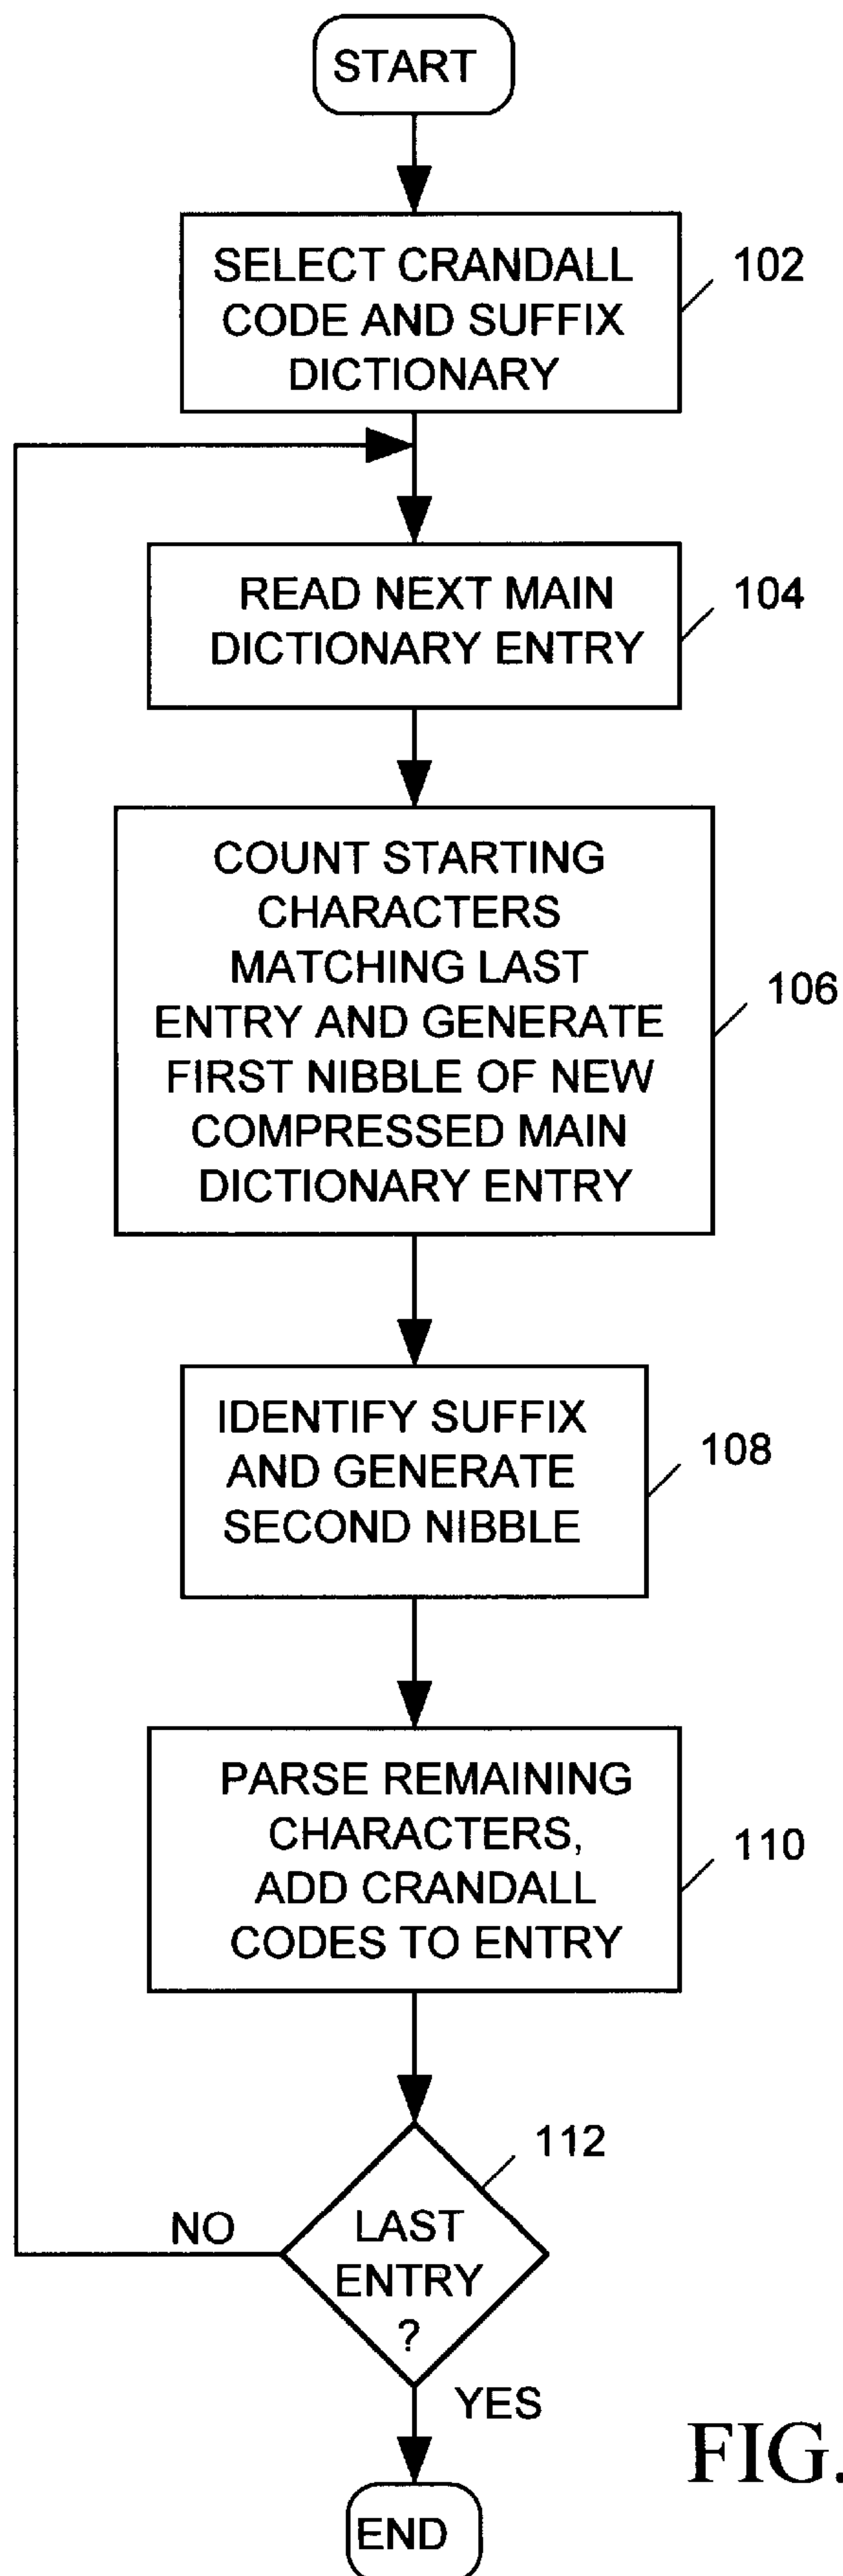 START
SELECT CRANDALL
CODE AND SUFFIX
DICTIONARY
102
READ NEXT MAIN
DICTIONARY ENTRY
104
COUNT STARTING
CHARACTERS
MATCHING LAST
ENTRY AND GENERATE
FIRST NIBBLE OF NEW
COMPRESSED MAIN
DICTIONARY ENTRY
106
IDENTIFY SUFFIX
AND GENERATE
SECOND NIBBLE
108
PARSE REMAINING
CHARACTERS,
ADD CRANDALL
CODES TO ENTRY
110
112
NO
LAST
ENTRY
?
YES
FIG.
END